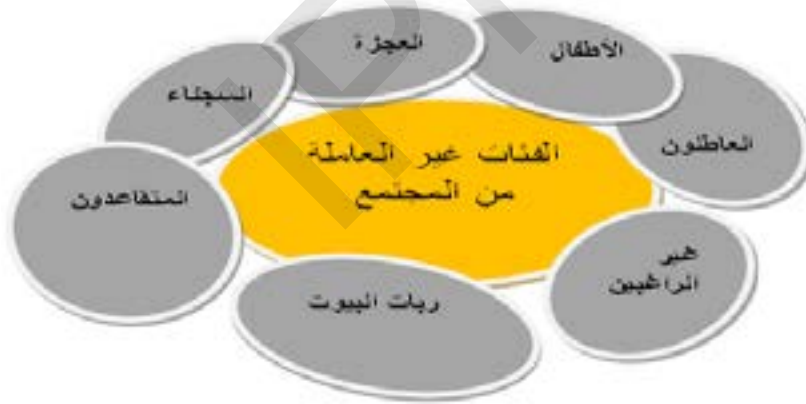 العجزة
الأطفال
السجناء
العاطلون
الفئات غير العاملة
من المجتمع
المتقاعدون
غير
الراغبين
ربات البيوت